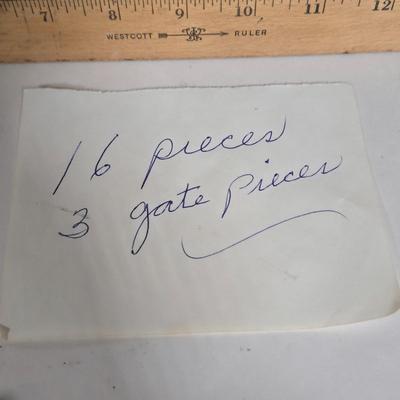 7 8 9 10 11 12
WESTCOTT RULER
16 pieces
3 gate pieces